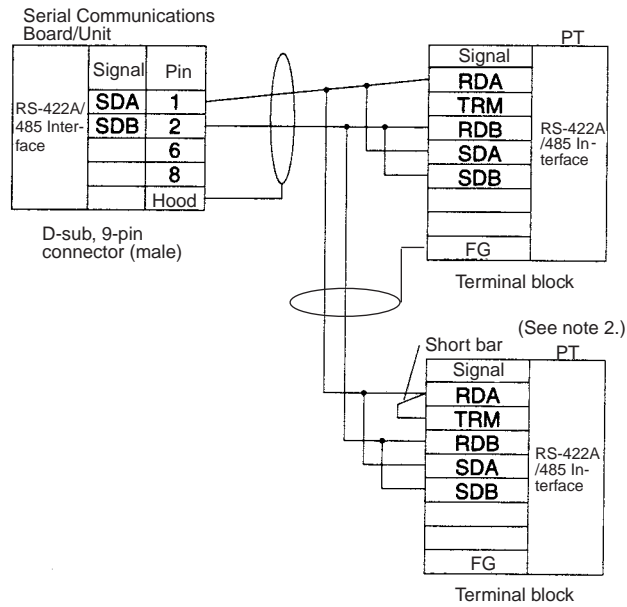 Serial Communications
Board/Unit
Signal Pin
RS-422A/
485 Inter-
face
SDA 1
SDB 2
6
8
Hood
D-sub, 9-pin
connector (male)
PT
Signal
RDA
TRM
RDB
SDA
SDB
FG
RS-422A
/485 In-
terface
Terminal block
(See note 2.)
Short bar
PT
Signal
RDA
TRM
RDB
SDA
SDB
FG
RS-422A
/485 In-
terface
Terminal block